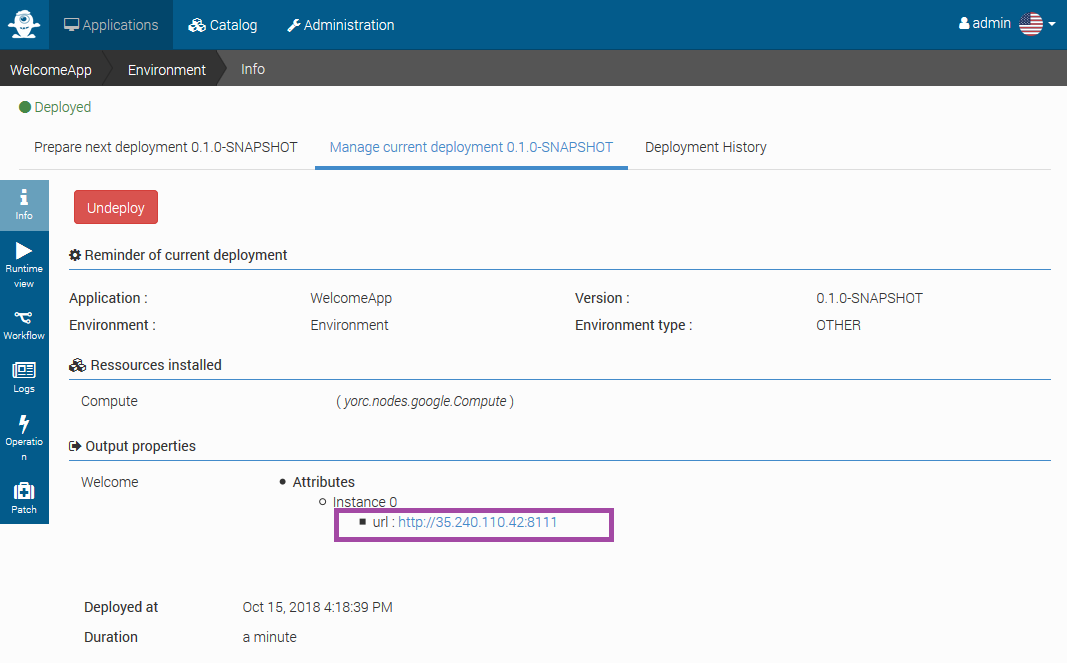 Applications Catalog Administration admin
WelcomeApp Environment Info
Deployed
Prepare next deployment 0.1.0-SNAPSHOT Manage current deployment 0.1.0-SNAPSHOT Deployment History
Info
Runtime
view
Workflow
Logs
Operatio
n
Patch
Undeploy
Reminder of current deployment
Application : WelcomeApp Version : 0.1.0-SNAPSHOT
Environment : Environment Environment type : OTHER
Ressources installed
Compute ( yorc.nodes.google.Compute )
Output properties
Welcome Attributes
Instance 0
url : http://35.240.110.42:8111
Deployed at Oct 15, 2018 4:18:39 PM
Duration a minute